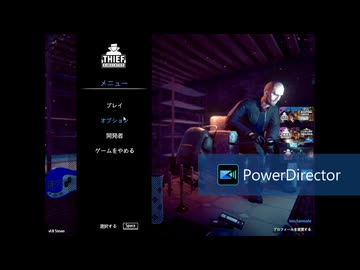 THIEF
SIMULATOR
メニュー
プレイ
オプション
開発者
ゲームをやめる
PowerDirector
選択する
Space
プロフィールを変更する